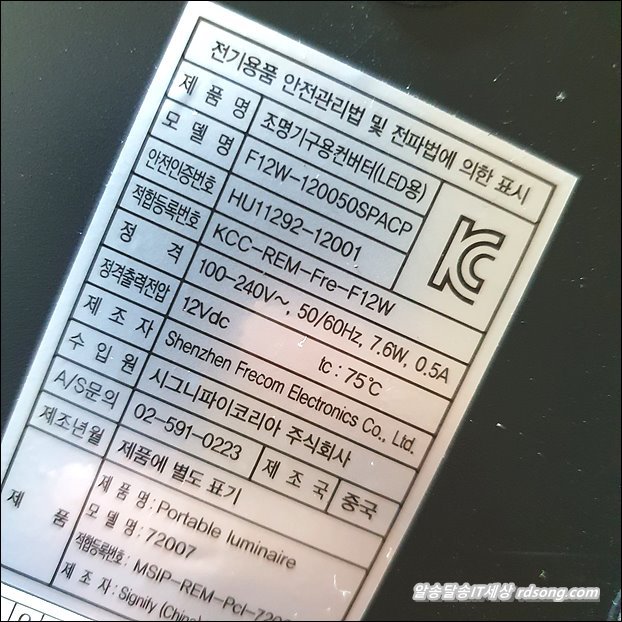 전기용품 안전관리법 및 전파법에 의한 표시
제 품 명 조명기구용컨버터(LED용)
모 델 명 F12W-120050SPACP
안전인증번호 HU11292-12001
적합등록번호 KCC-REM-Fre-F12W
정 격 100-240V~, 50/60Hz, 7.6W, 0.5A
정격출력전압 12Vdc tc : 75℃
제 조 자 Shenzhen Frecom Electronics Co., Ltd.
수 입 원 시그니파이코리아 주식회사
A/S문의 02-591-0223 제 조 국 중국
제조년월 제품에 별도 표기
제 품 제 품 명 : Portable luminaire
모 델 명 : 72007
적합등록번호 : MSIP-REM-Pcl-7200
제 조 자 : Signify (China)
KC
알송달송IT세상 rdsong.com